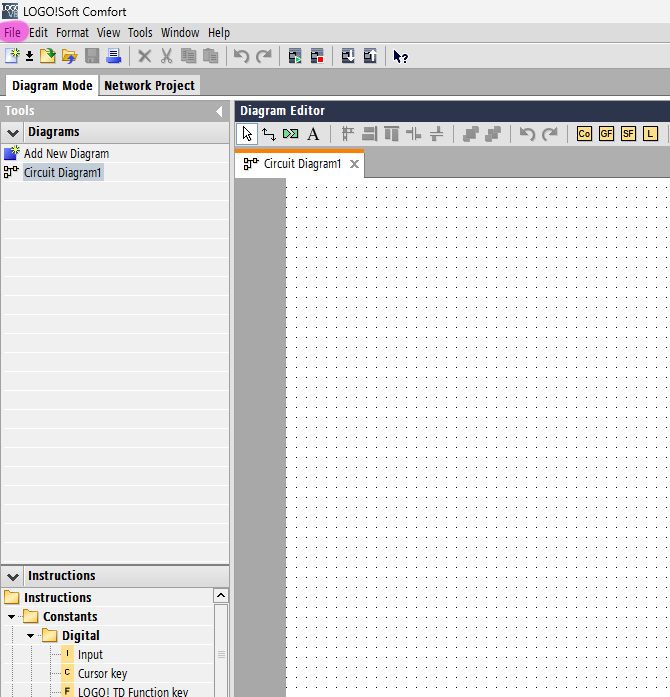 LOGO!Soft Comfort
File Edit Format View Tools Window Help
Diagram Mode Network Project
Tools
Diagrams
Add New Diagram
Circuit Diagram1
Diagram Editor
A Co GF SF L
Circuit Diagram1
Instructions
Instructions
Constants
Digital
I Input
C Cursor key
F LOGO! TD Function key